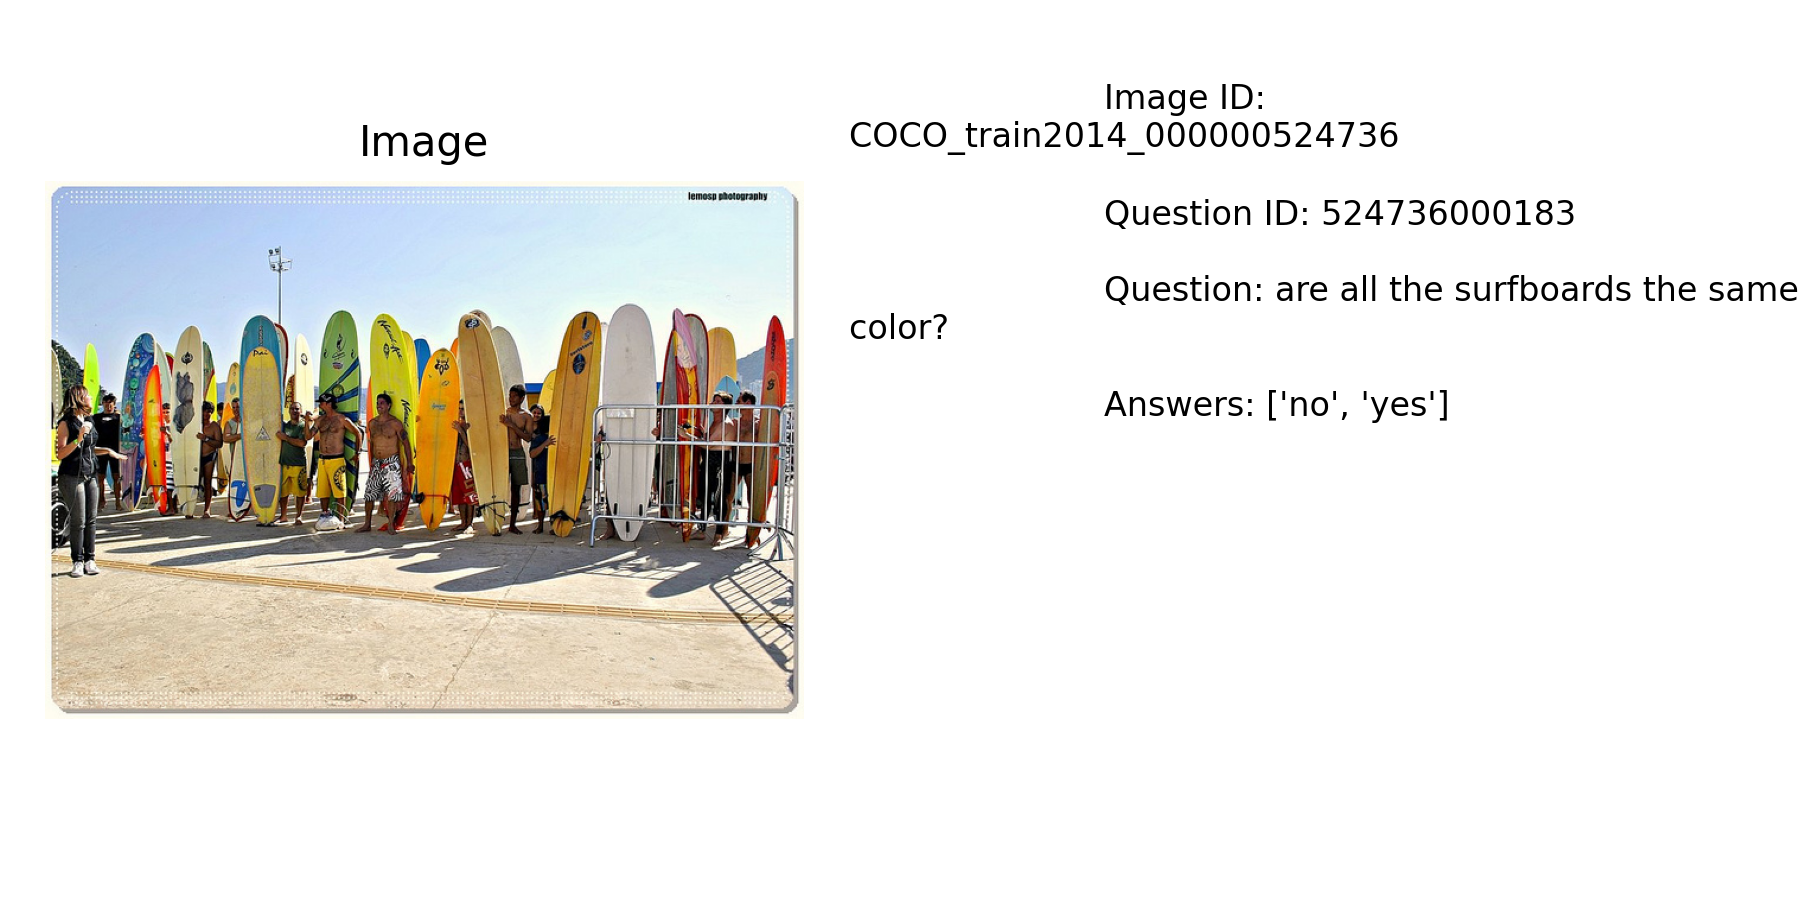 Image
lemosp photography
Image ID:
COCO_train2014_000000524736
Question ID: 524736000183
Question: are all the surfboards the same
color?
Answers: ['no', 'yes']